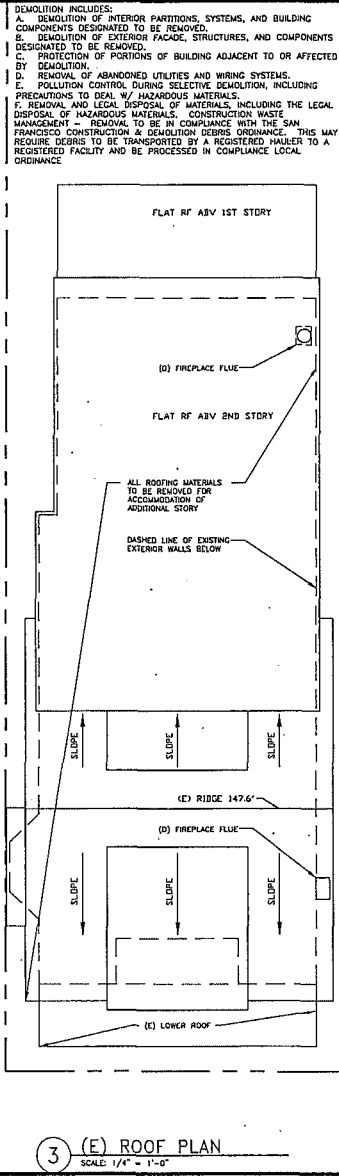 DEMOLITION INCLUDES:
A. DEMOLITION OF INTERIOR PARTITIONS, SYSTEMS, AND BUILDING
COMPONENTS DESIGNATED TO BE REMOVED.
B. DEMOLITION OF EXTERIOR FACADE, STRUCTURES, AND COMPONENTS
DESIGNATED TO BE REMOVED.
C. PROTECTION OF PORTIONS OF BUILDING ADJACENT TO OR AFFECTED
BY DEMOLITION.
D. REMOVAL OF ABANDONED UTILITIES AND WIRING SYSTEMS.
E. POLLUTION CONTROL DURING SELECTIVE DEMOLITION, INCLUDING
PRECAUTIONS TO DEAL W/ HAZARDOUS MATERIALS.
F. REMOVAL AND LEGAL DISPOSAL OF MATERIALS, INCLUDING THE LEGAL
DISPOSAL OF HAZARDOUS MATERIALS. CONSTRUCTION WASTE
MANAGEMENT – REMOVAL TO BE IN COMPLIANCE WITH THE SAN
FRANCISCO CONSTRUCTION & DEMOLITION DEBRIS ORDINANCE. THIS MAY
REQUIRE DEBRIS TO BE TRANSPORTED BY A REGISTERED HAULER TO A
REGISTERED FACILITY AND BE PROCESSED IN COMPLIANCE LOCAL
ORDINANCE
FLAT RF ABV 1ST STORY
(D) FIREPLACE FLUE
FLAT RF ABV 2ND STORY
ALL ROOFING MATERIALS
TO BE REMOVED FOR
ACCOMMODATION OF
ADDITIONAL STORY
DASHED LINE OF EXISTING
EXTERIOR WALLS BELOW
SLOPE
SLOPE
SLOPE
(E) RIDGE 147.6'
(D) FIREPLACE FLUE
SLOPE
SLOPE
SLOPE
(E) LOWER ROOF
3 (E) ROOF PLAN
SCALE: 1/4" = 1'-0"